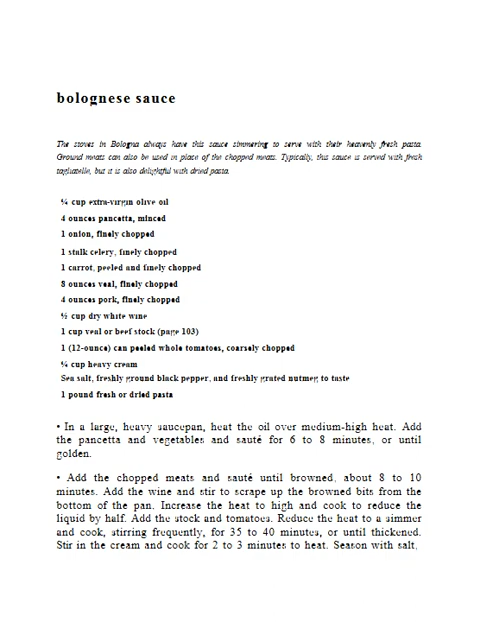 bolognese sauce
The stoves in Bologna always have this sauce simmering to serve with their heavenly fresh pasta.
Ground meats can also be used in place of the chopped meats. Typically, this sauce is served with fresh
tagliatelle, but it is also delightful with dried pasta.
¼ cup extra-virgin olive oil
4 ounces pancetta, minced
1 onion, finely chopped
1 stalk celery, finely chopped
1 carrot, peeled and finely chopped
8 ounces veal, finely chopped
4 ounces pork, finely chopped
½ cup dry white wine
1 cup veal or beef stock (page 103)
1 (12-ounce) can peeled whole tomatoes, coarsely chopped
cup heavy cream
Sea salt, freshly ground black pepper, and freshly grated nutmeg to taste
1 pound fresh or dried pasta
• In a large, heavy saucepan, heat the oil over medium-high heat. Add
the pancetta and vegetables and sauté for 6 to 8 minutes, or until
golden.
• Add the chopped meats and sauté until browned, about 8 to 10
minutes. Add the wine and stir to scrape up the browned bits from the
bottom of the pan. Increase the heat to high and cook to reduce the
liquid by half. Add the stock and tomatoes. Reduce the heat to a simmer
and cook, stirring frequently, for 35 to 40 minutes, or until thickened.
Stir in the cream and cook for 2 to 3 minutes to heat. Season with salt,